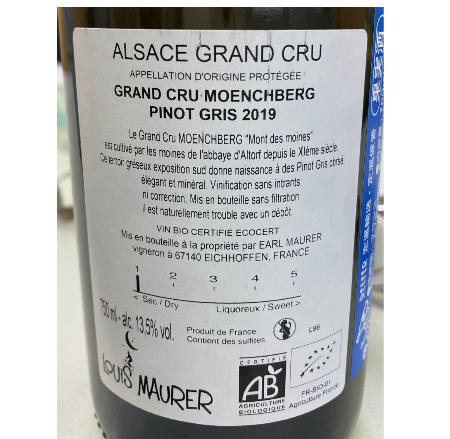 ALSACE GRAND CRU
APPELLATION D'ORIGINE PROTÉGÉE
GRAND CRU MOENCHBERG
PINOT GRIS 2019
Le Grand Cru MOENCHBERG "Mont des moines"
est cultivé par les moines de l'abbaye d'Altorf depuis le XIème siècle.
Ce terroir gréseux exposition sud donne naissance à des Pinot Gris corsé,
élégant et minéral. Vinification sans intrants
ni correction. Mis en bouteille sans filtration
il est naturellement trouble avec un dépôt.
VIN BIO CERTIFIÉ ECOCERT
Mis en bouteille à la propriété par EARL MAURER
vigneron à 67140 EICHHOFFEN, FRANCE
1 2 3 4 5
< Sec / Dry Liquoreux / Sweet >
750 ml - alc. 13,5% vol.
Produit de France
Contient des sulfites
L96
LOUIS MAURER
CERTIFIÉ
AB
AGRICULTURE
BIOLOGIQUE
FR-BIO-01
Agriculture France